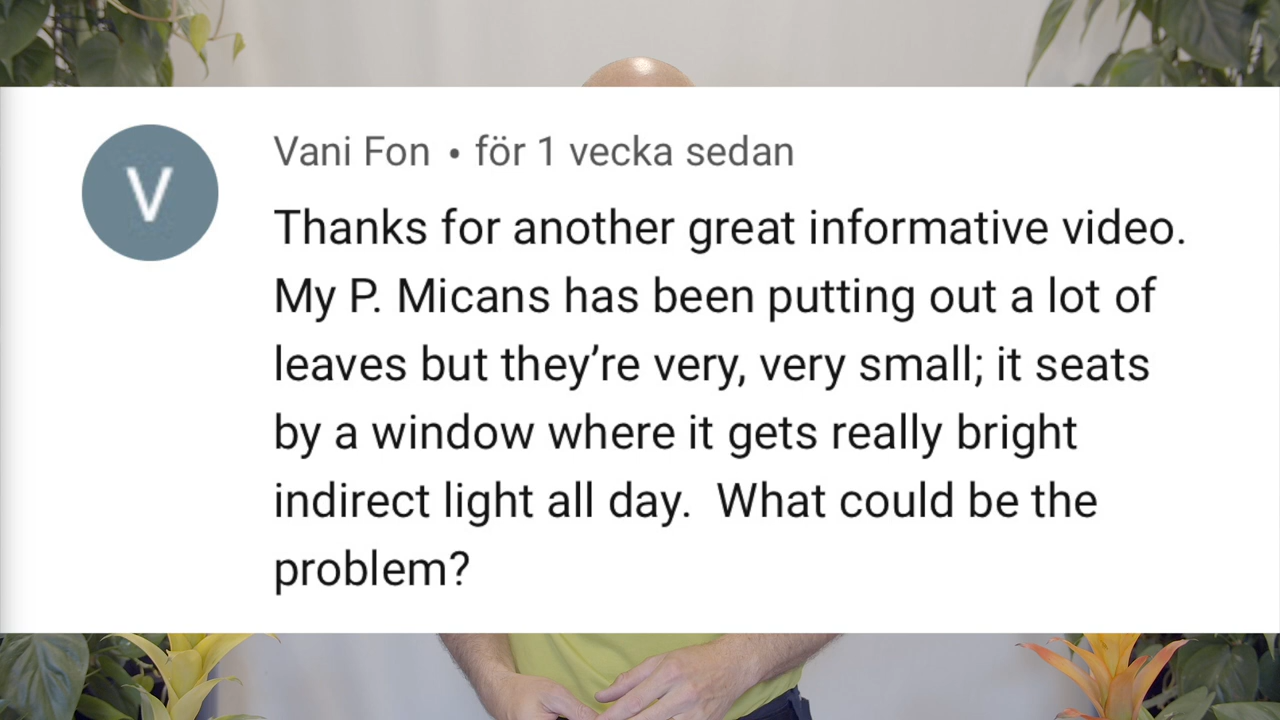 V
Vani Fon • för 1 vecka sedan
Thanks for another great informative video.
My P. Micans has been putting out a lot of
leaves but they’re very, very small; it seats
by a window where it gets really bright
indirect light all day.  What could be the
problem?